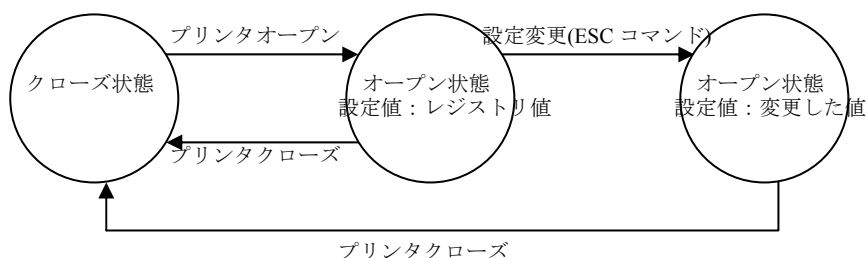 プリンタオープン
設定変更(ESC コマンド)
クローズ状態
オープン状態
設定値：レジストリ値
オープン状態
設定値：変更した値
プリンタクローズ
プリンタクローズ